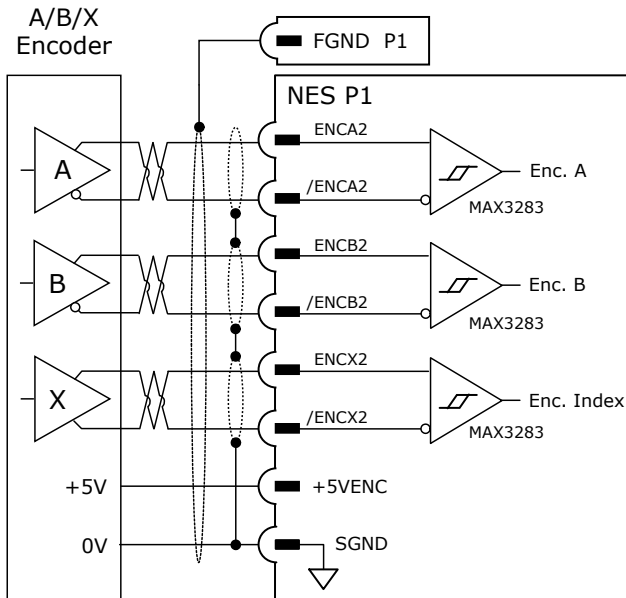 A/B/X
Encoder
FGND P1
NES P1
ENCA2
A
Enc. A
/ENCA2
MAX3283
ENCB2
B
Enc. B
/ENCB2
MAX3283
ENCX2
X
Enc. Index
/ENCX2
MAX3283
+5V
+5VENC
0V
SGND